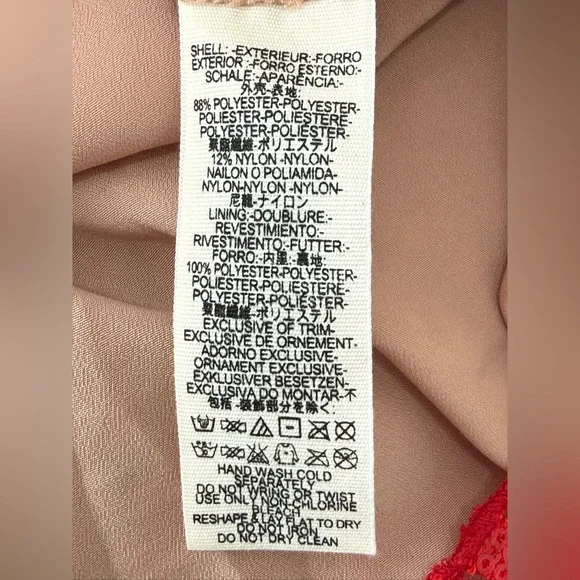 SHELL:-EXTÉRIEUR:-FORRO
EXTERIOR :-FORRO ESTERNO:-
SCHALE:-APARÊNCIA:-
外壳:-表地:
88% POLYESTER-POLYESTER-
POLIESTER-POLIESTERE-
POLYESTER-POLIÉSTER-
聚酯纖維-ポリエステル
12% NYLON -NYLON-
NAILON O POLIAMIDA-
NYLON-NYLON-NYLON-
尼龍-ナイロン
LINING:-DOUBLURE:-
REVESTIMIENTO:-
RIVESTIMENTO:-FUTTER:-
FORRO:-内里:-裏地:
100% POLYESTER-POLYESTER-
POLIESTER-POLIESTERE-
POLYESTER-POLIÉSTER-
聚酯纖維-ポリエステル
EXCLUSIVE OF TRIM-
EXCLUSIVE DE ORNEMENT-
ADORNO EXCLUSIVE-
ORNAMENT EXCLUSIVE-
EXKLUSIVER BESETZEN-
EXCLUSIVA DO MONTAR-不
包括 -装飾部分を除く:
HAND WASH COLD
SEPARATELY
DO NOT WRING OR TWIST
USE ONLY NON-CHLORINE
BLEACH
RESHAPE & LAY FLAT TO DRY
DO NOT IRON
DO NOT DRY CLEAN